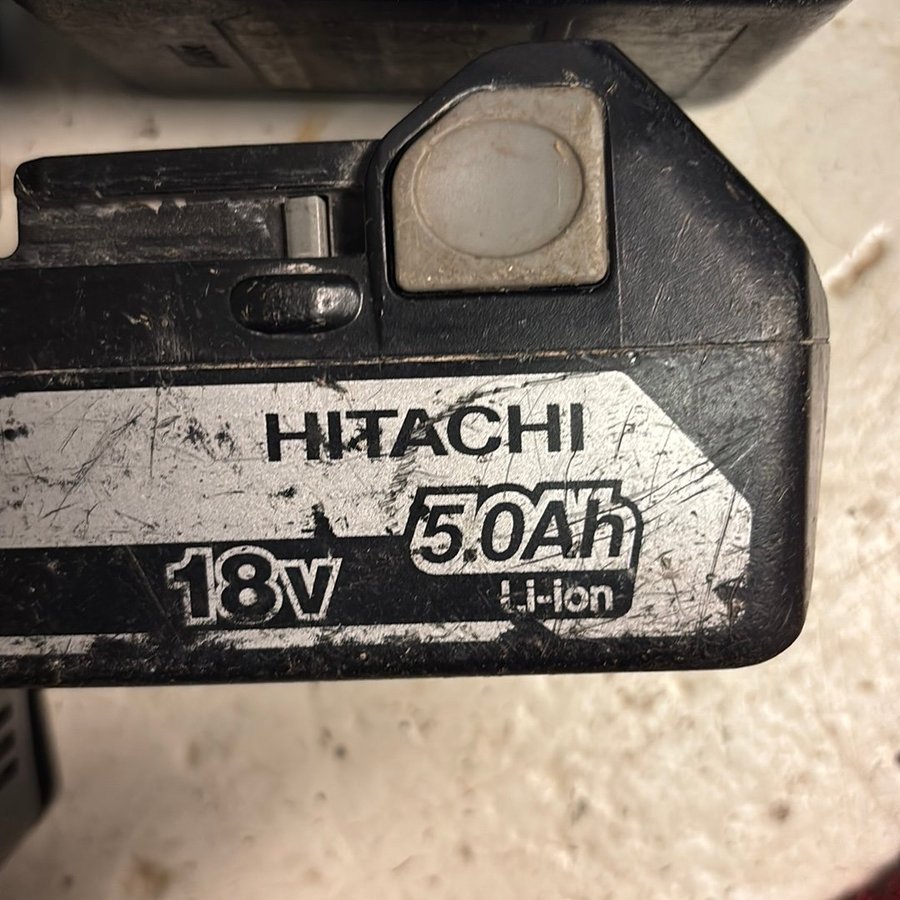 HITACHI
5.0Ah
18V
Li-ion